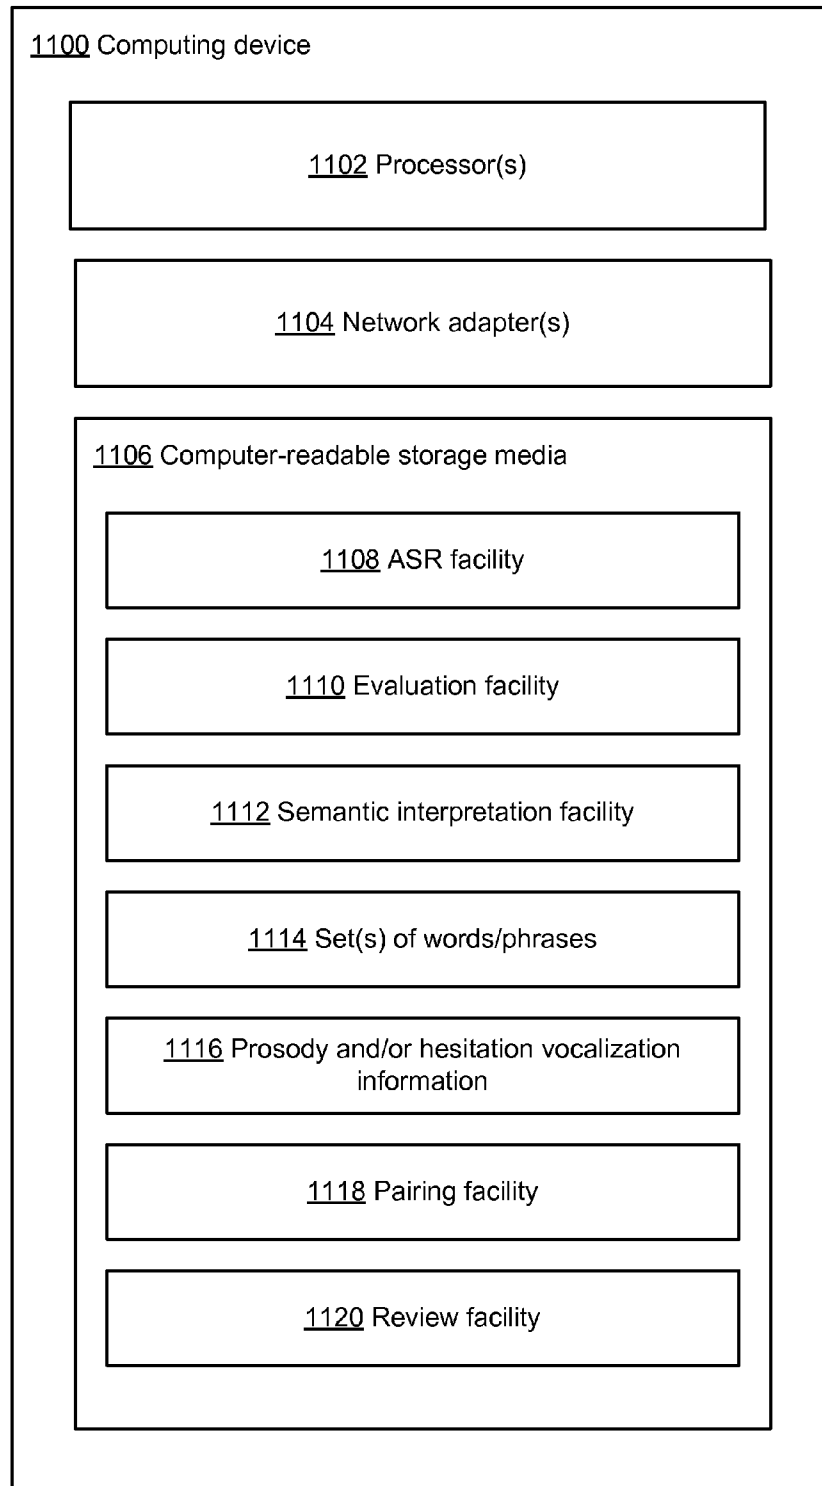 1100 Computing device
1102 Processor(s)
1104 Network adapter(s)
1106 Computer-readable storage media
1108 ASR facility
1110 Evaluation facility
1112 Semantic interpretation facility
1114 Set(s) of words/phrases
1116 Prosody and/or hesitation vocalization
information
1118 Pairing facility
1120 Review facility